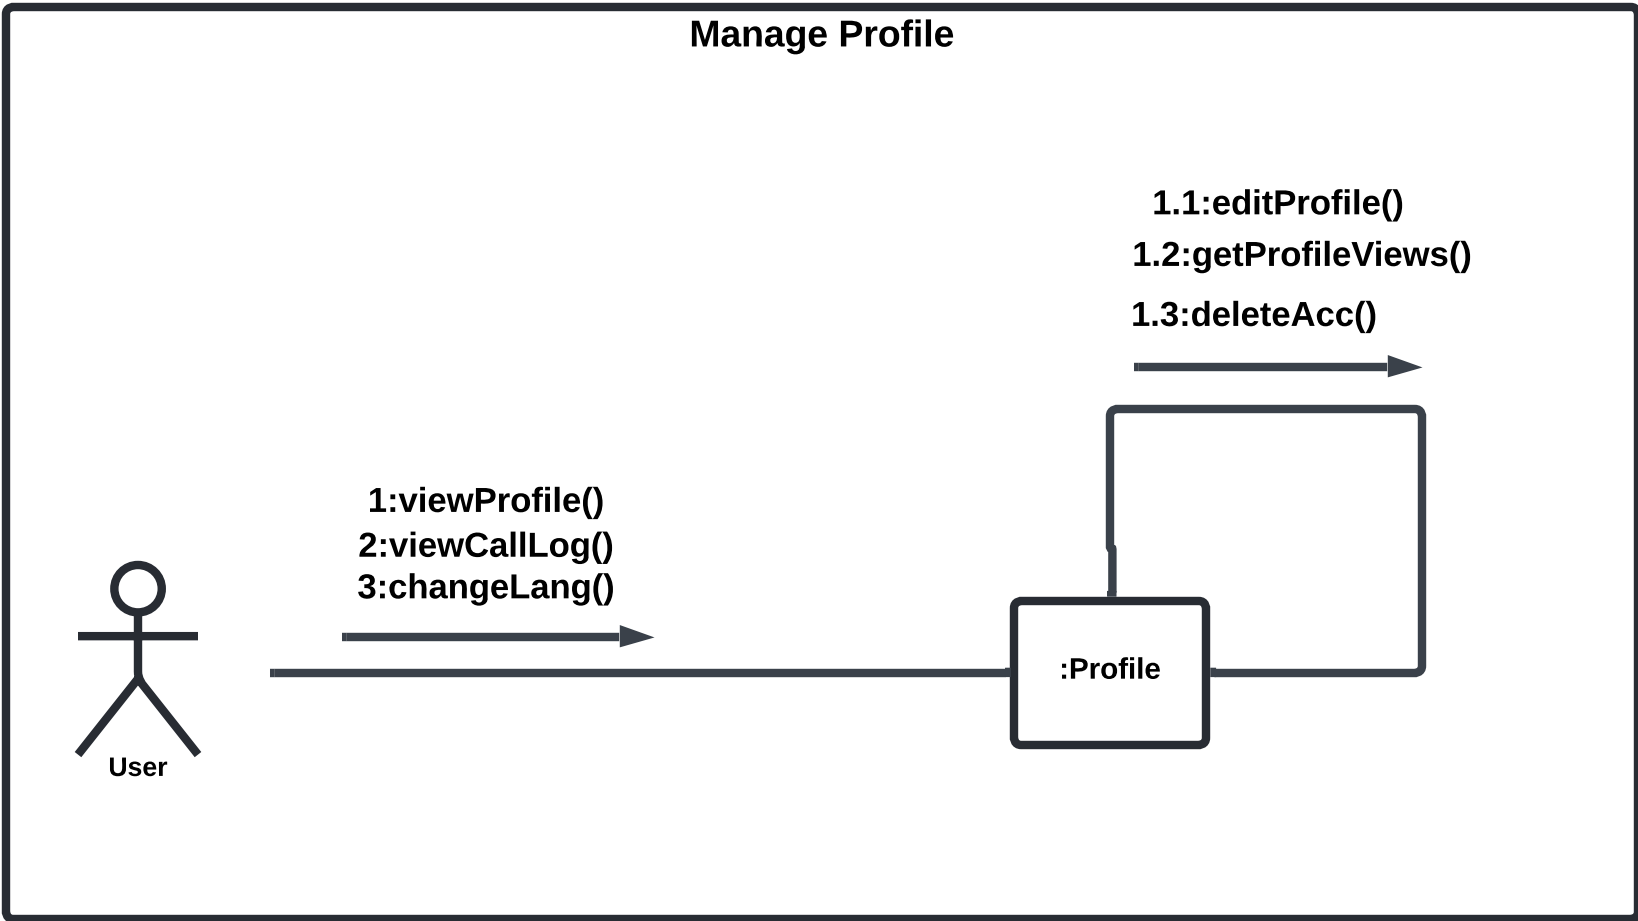 Manage Profile
1.1:editProfile()
1.2:getProfileViews()
1.3:deleteAcc()
1:viewProfile()
2:viewCallLog()
3:changeLang()
:Profile
User